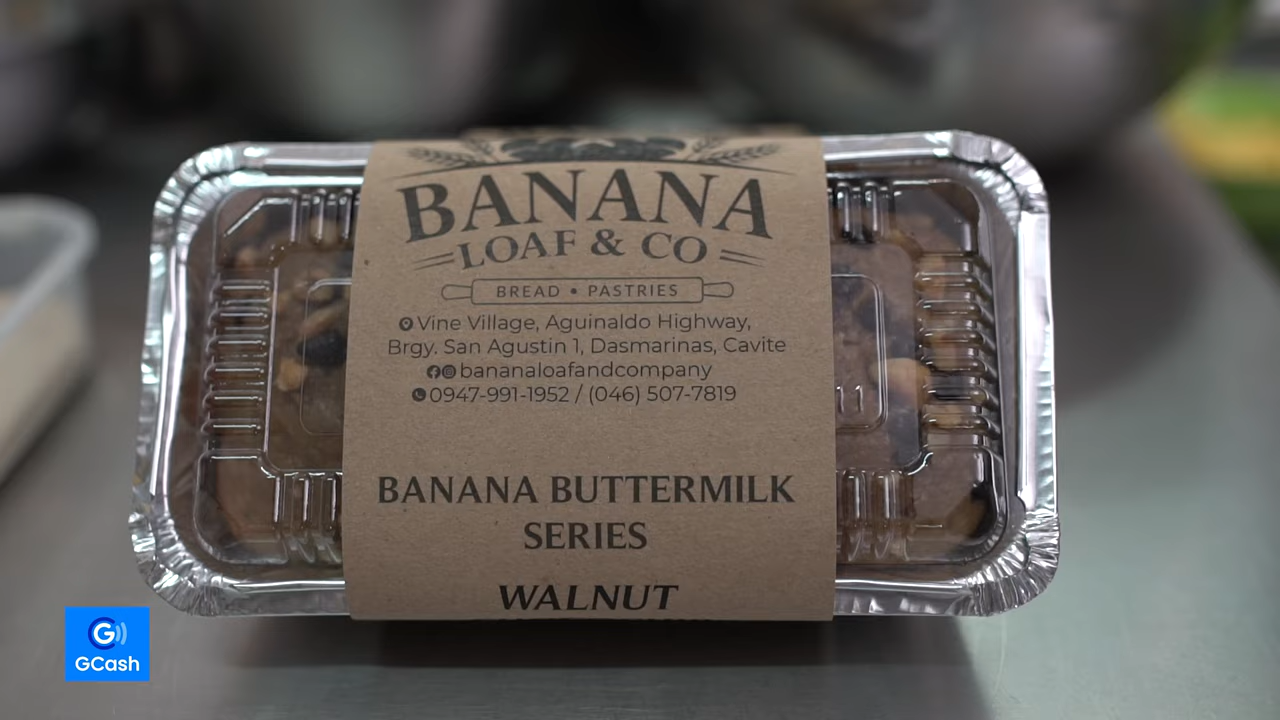 BANANA
LOAF & CO
BREAD • PASTRIES
Vine Village, Aguinaldo Highway,
Brgy. San Agustin 1, Dasmarinas, Cavite
bananaloafandcompany
0947-991-1952 / (046) 507-7819
BANANA BUTTERMILK
SERIES
WALNUT
G
GCash